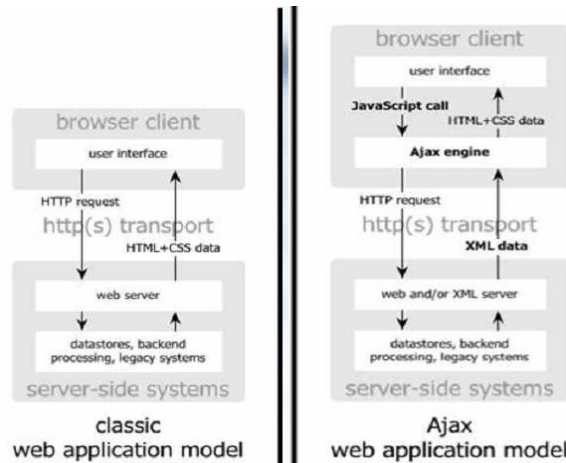 browser client
user interface
HTTP request
http(s) transport
HTML+CSS data
web server
datastores, backend
processing, legacy systems
server-side systems
classic
web application model
browser client
user interface
JavaScript call
HTML+CSS data
Ajax engine
HTTP request
http(s) transport
XML data
web and/or XML server
datastores, backend
processing, legacy systems
server-side systems
Ajax
web application model